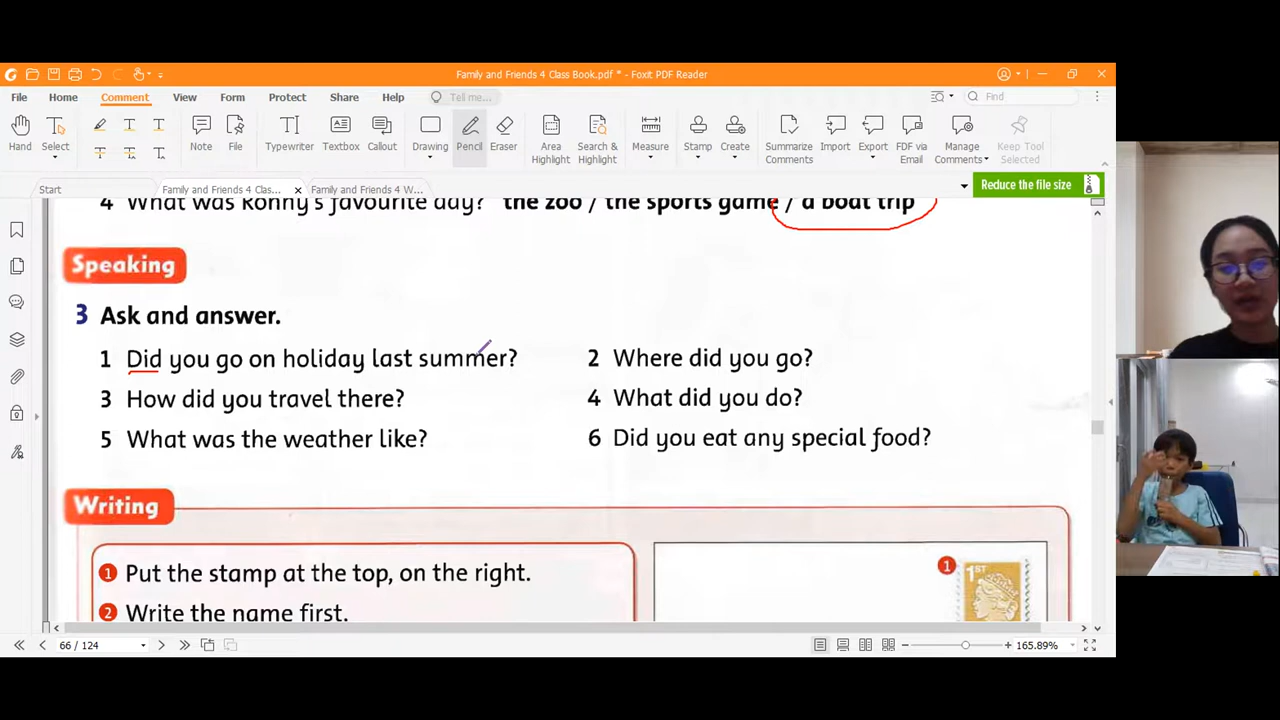 Family and Friends 4 Class Book.pdf * - Foxit PDF Reader
File Home Comment View Form Protect Share Help Tell me... Find
Hand Select Note File Typewriter Textbox Callout Drawing Pencil Eraser Area Highlight Search & Highlight Measure Stamp Create Summarize Comments Import Export FDF via Email Manage Comments Keep Tool Selected
Start Family and Friends 4 Clas... Family and Friends 4 W... Reduce the file size
4 What was Ronny's favourite day? the zoo / the sports game / a boat trip
Speaking
3 Ask and answer.
1 Did you go on holiday last summer? 2 Where did you go?
3 How did you travel there? 4 What did you do?
5 What was the weather like? 6 Did you eat any special food?
Writing
1 Put the stamp at the top, on the right. 1 1ST
2 Write the name first.
66 / 124 165.89%